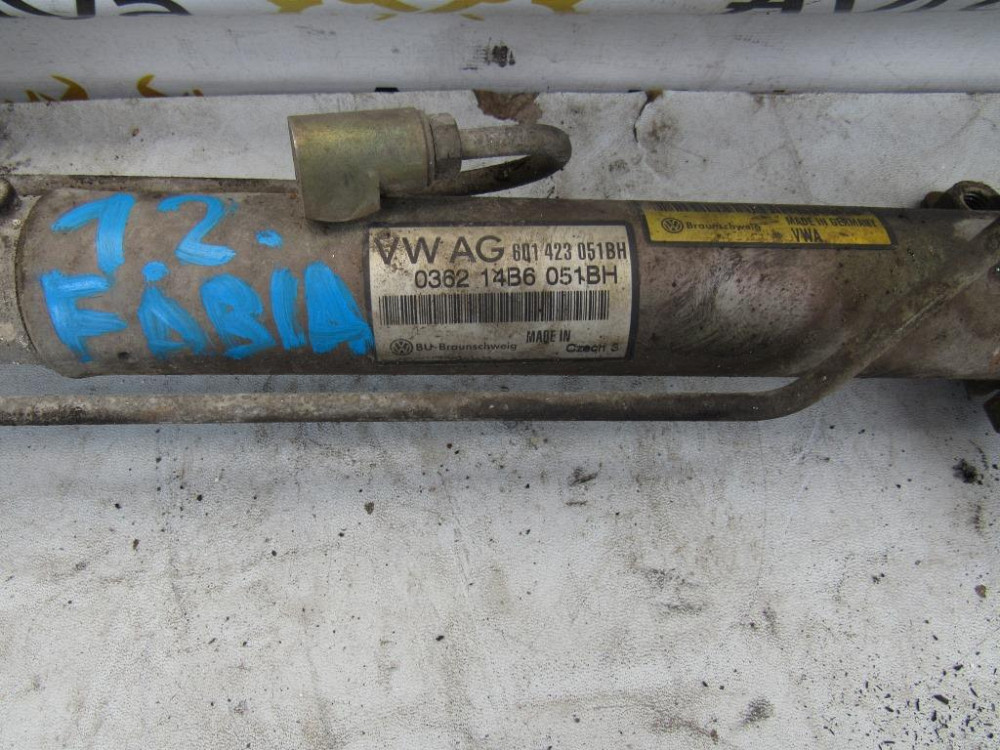 12.
FABIA
VW AG 6Q1 423 051BH
0362 14B6 051BH
BU-Braunschweig MADE IN
Czech S
Braunschweig MADE IN GERMANY
VWA